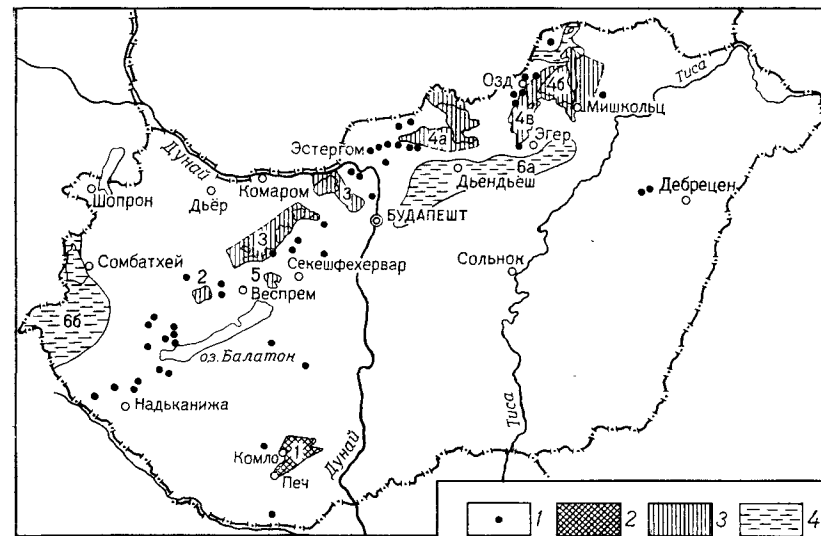 Тиса
Озд
4б
Мишкольц
4в
Эгер
4а
Эстергом
Дунай
Комаром
3
6а
Дьендьеш
Шопрон
Дьёр
БУДАПЕШТ
Дебрецен
3
Сомбатхей
Секешфехервар
Сольнок
2
5
Веспрем
6б
оз. Балатон
Тиса
Надьканижа
Дунай
Комло
1
Печ
1 2 3 4